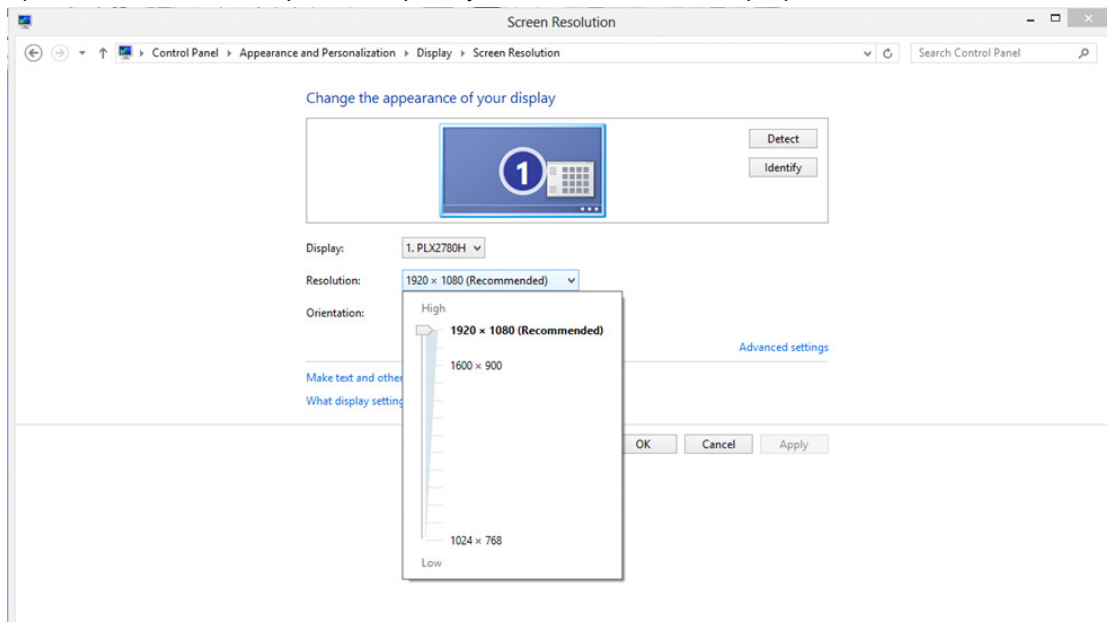 Screen Resolution
Control Panel ▸ Appearance and Personalization ▸ Display ▸ Screen Resolution
Search Control Panel
Change the appearance of your display
1
Detect
Identify
Display: 1. PLX2780H
Resolution: 1920 × 1080 (Recommended)
Orientation:
High
1920 × 1080 (Recommended)
1600 × 900
1024 × 768
Low
Advanced settings
Make text and other
What display setting
OK Cancel Apply